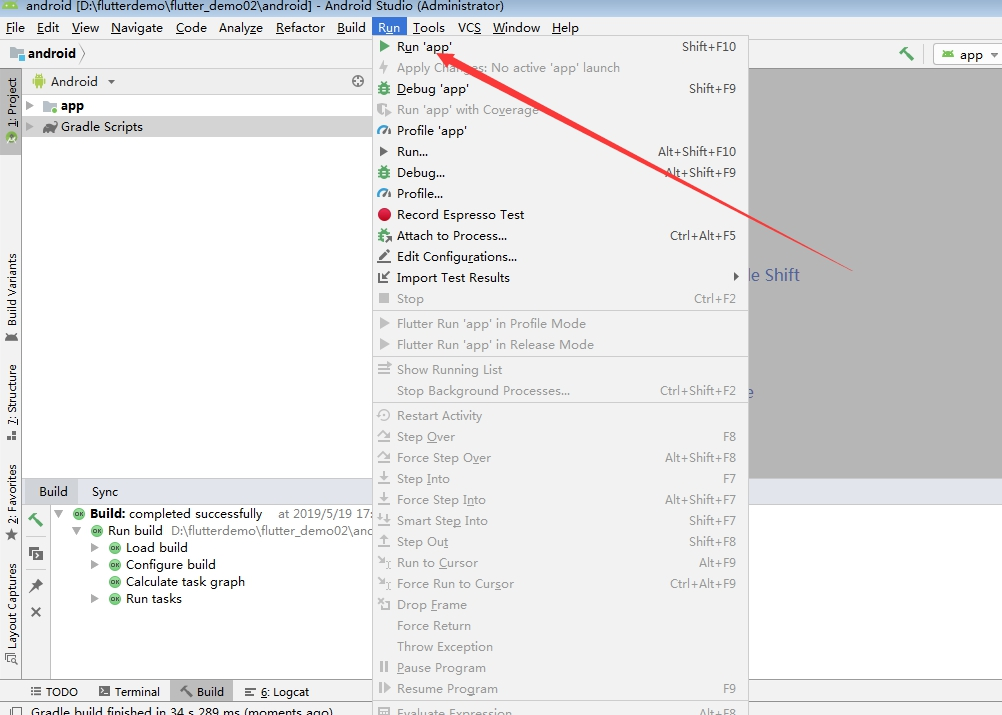 android [D:\flutterdemo\flutter_demo02\android] - Android Studio (Administrator)
File Edit View Navigate Code Analyze Refactor Build Run Tools VCS Window Help
android
app
1: Project
Build Variants
7: Structure
2: Favorites
Layout Captures
Android
app
Gradle Scripts
Run 'app' Shift+F10
Apply Changes: No active 'app' launch
Debug 'app' Shift+F9
Run 'app' with Coverage
Profile 'app'
Run... Alt+Shift+F10
Debug... Alt+Shift+F9
Profile...
Record Espresso Test
Attach to Process... Ctrl+Alt+F5
Edit Configurations...
Import Test Results
Stop Ctrl+F2
Flutter Run 'app' in Profile Mode
Flutter Run 'app' in Release Mode
Show Running List
Stop Background Processes... Ctrl+Shift+F2
Restart Activity
Step Over F8
Force Step Over Alt+Shift+F8
Step Into F7
Force Step Into Alt+Shift+F7
Smart Step Into Shift+F7
Step Out Shift+F8
Run to Cursor Alt+F9
Force Run to Cursor Ctrl+Alt+F9
Drop Frame
Force Return
Throw Exception
Pause Program
Resume Program F9
Evaluate Expression Alt+F8
Shift
Build Sync
OK Build: completed successfully at 2019/5/19 17:
OK Run build D:\flutterdemo\flutter_demo02\
OK Load build
OK Configure build
OK Calculate task graph
OK Run tasks
TODO Terminal Build 6: Logcat
Gradle build finished in 34 s 289 ms (moments ago)